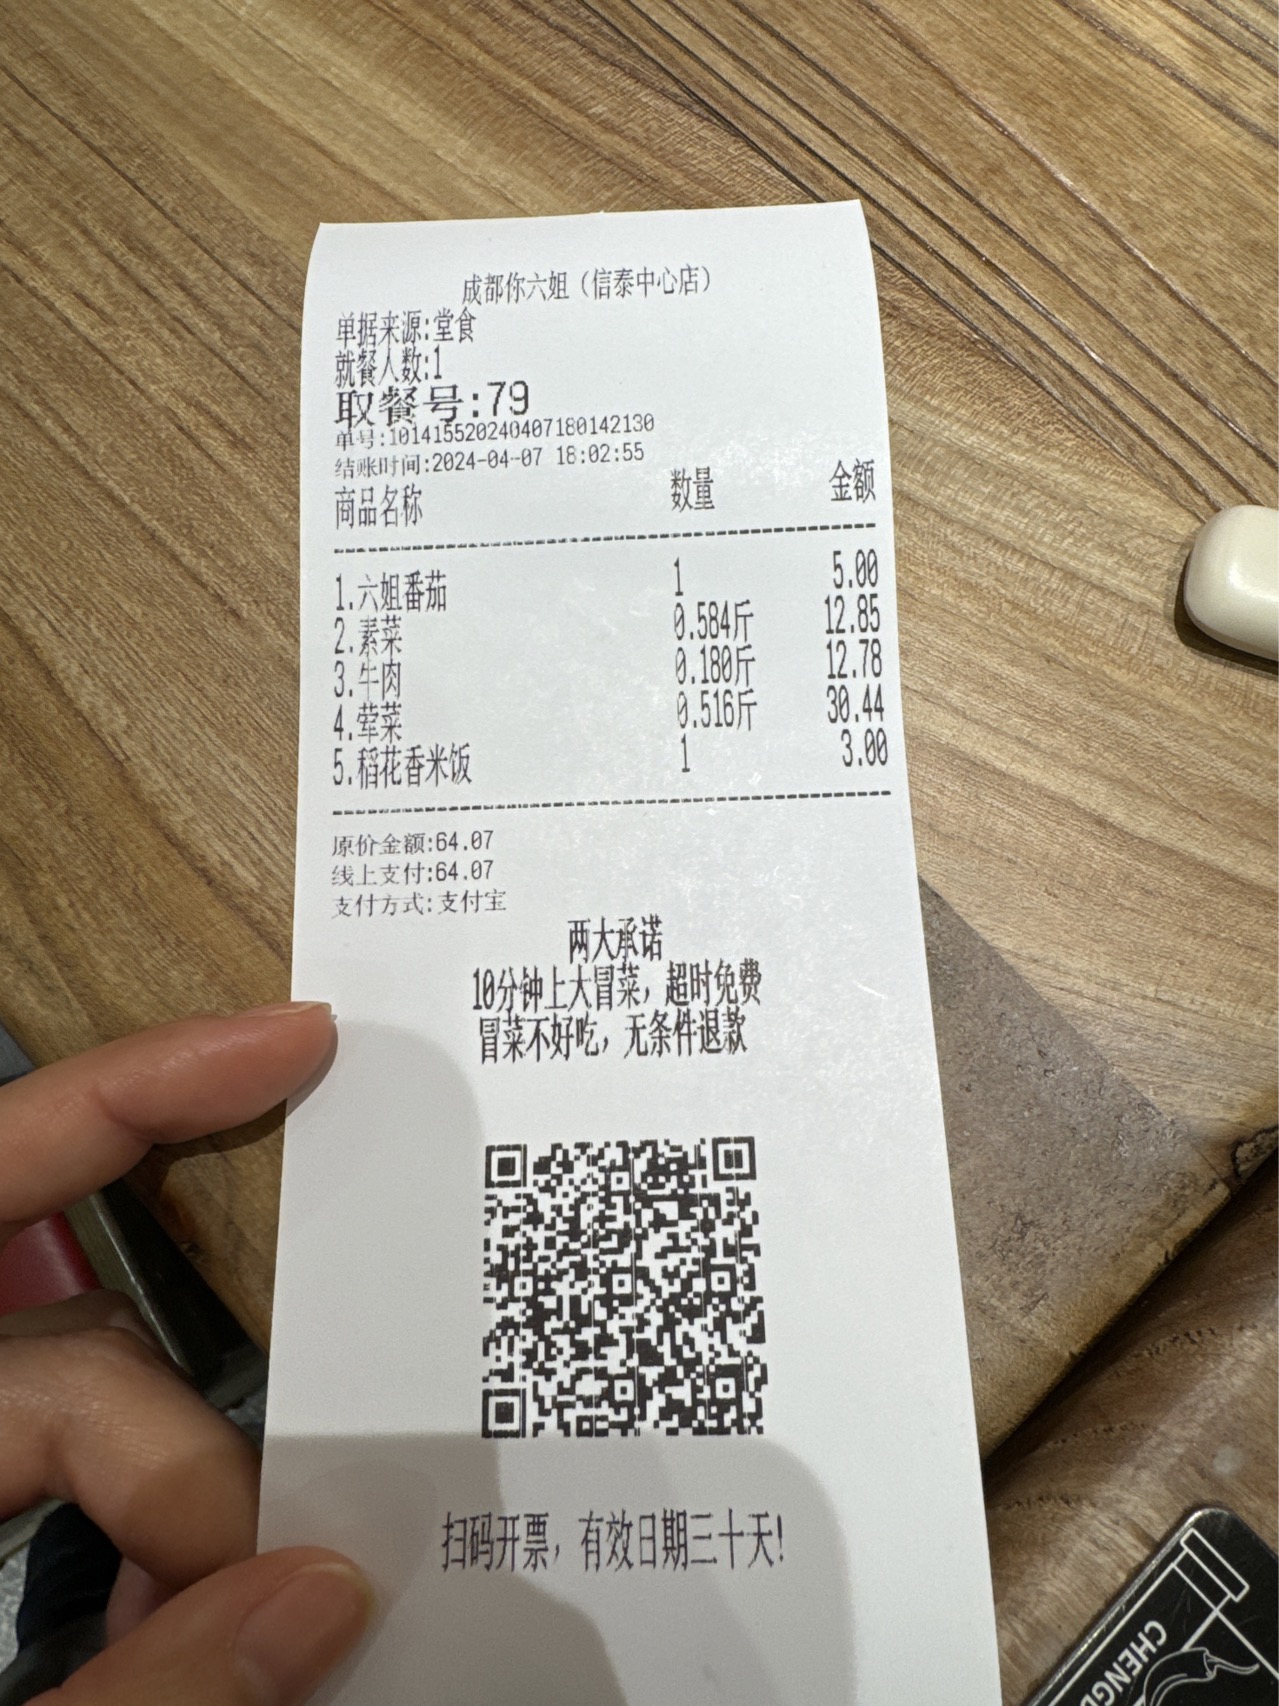 成都你六姐（信泰中心店）
单据来源:堂食
就餐人数:1
取餐号:79
单号:101415520240407180142130
结账时间:2024-04-07 18:02:55
商品名称 数量 金额
1.六姐番茄 1 5.00
2.素菜 0.584斤 12.85
3.牛肉 0.180斤 12.78
4.荤菜 0.516斤 30.44
5.稻花香米饭 1 3.00
原价金额:64.07
线上支付:64.07
支付方式:支付宝
两大承诺
10分钟上大冒菜，超时免费
冒菜不好吃，无条件退款
扫码开票，有效日期三十天!